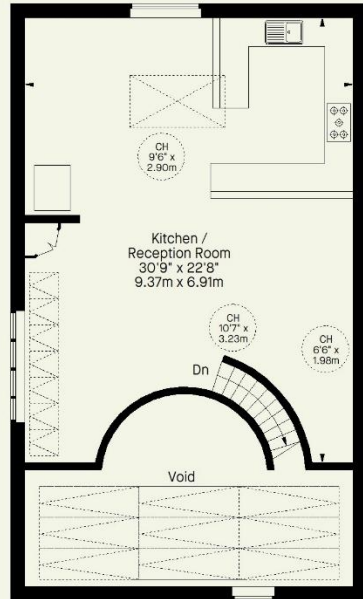 CH
9'6" x
2.90m
Kitchen /
Reception Room
30'9" x 22'8"
9.37m x 6.91m
CH
10'7" x
3.23m
CH
6'6" x
1.98m
Dn
Void